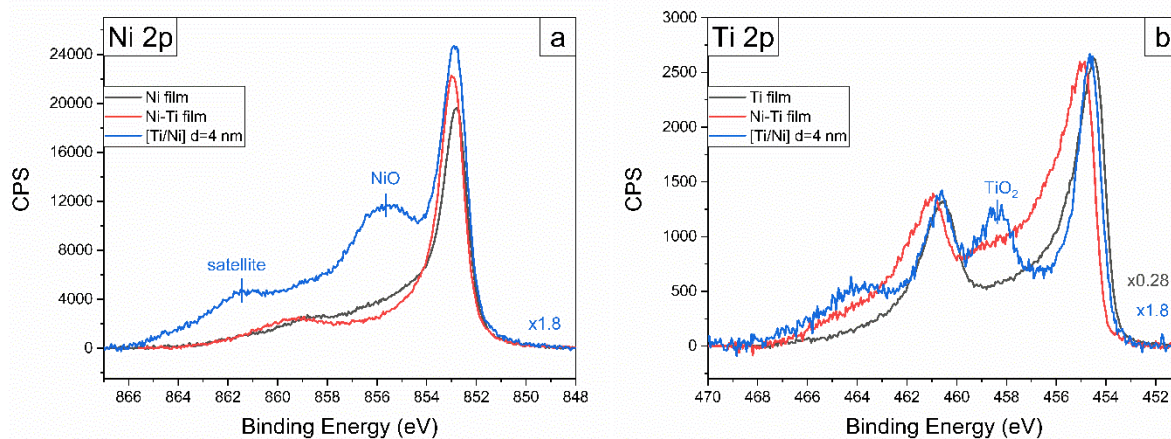 Ni 2p
a
Ni film
Ni-Ti film
[Ti/Ni] d=4 nm
NiO
satellite
x1.8
CPS
24000
20000
16000
12000
8000
4000
0
866 864 862 860 858 856 854 852 850 848
Binding Energy (eV)
Ti 2p
b
Ti film
Ni-Ti film
[Ti/Ni] d=4 nm
TiO₂
x0.28
x1.8
CPS
3000
2500
2000
1500
1000
500
0
470 468 466 464 462 460 458 456 454 452
Binding Energy (eV)